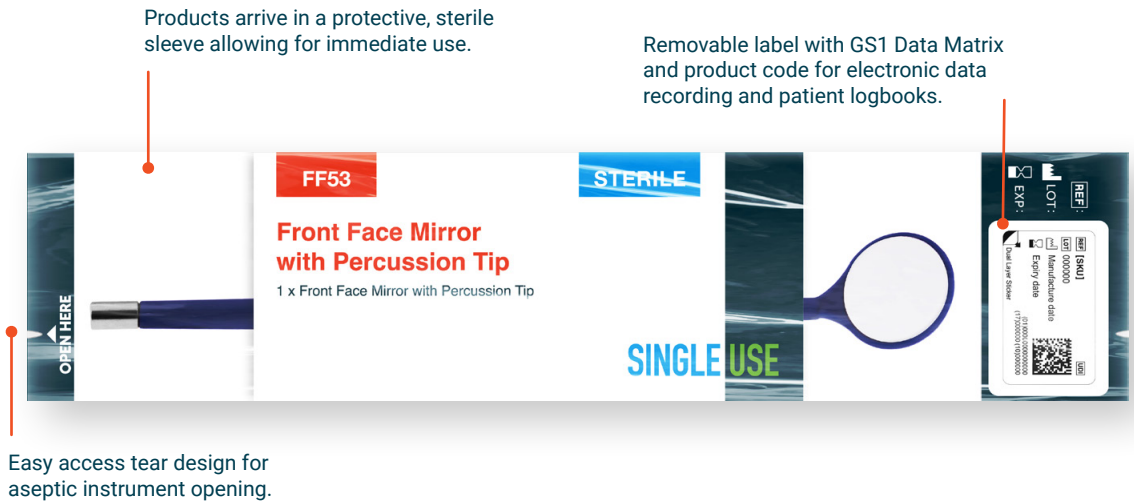 Products arrive in a protective, sterile
sleeve allowing for immediate use.
Removable label with GS1 Data Matrix
and product code for electronic data
recording and patient logbooks.
FF53
STERILE
Front Face Mirror
with Percussion Tip
1 x Front Face Mirror with Percussion Tip
SINGLE USE
OPEN HERE
REF:
LOT:
EXP:
REF [SKU]
LOT 000000
Manufacture date
Expiry date
Dual Layer Sticker
UDI
Easy access tear design for
aseptic instrument opening.